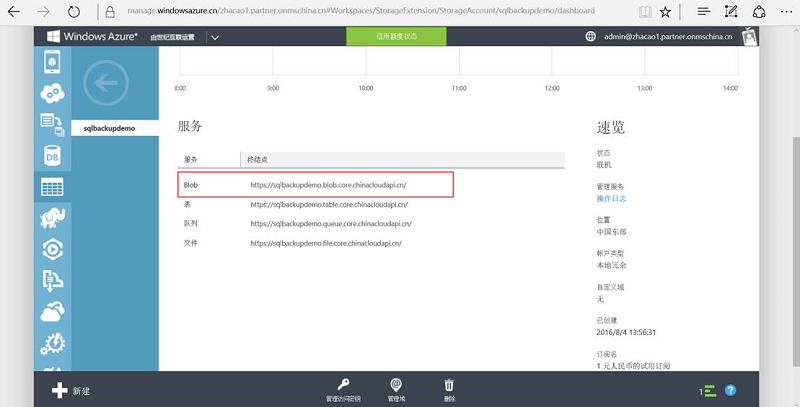 manage.windowsazure.cn/zhacao1.partner.onmschina.cn#Workspaces/StorageExtension/StorageAccount/sqlbackupdemo/dashboard
Windows Azure* 由世纪互联运营
信用额度状态
admin@zhacao1.partner.onmschina.cn
8:00 9:00 10:00 11:00 12:00 13:00 14:00
sqlbackupdemo
DB
服务
服务 终结点
Blob https://sqlbackupdemo.blob.core.chinacloudapi.cn/
表 https://sqlbackupdemo.table.core.chinacloudapi.cn/
队列 https://sqlbackupdemo.queue.core.chinacloudapi.cn/
文件 https://sqlbackupdemo.file.core.chinacloudapi.cn/
速览
状态
联机
管理服务
操作日志
位置
中国东部
帐户类型
本地冗余
自定义域
无
已创建
2016/8/4 13:56:31
订阅名
1 元人民币的试用订阅
新建
管理访问密钥
管理域
删除
1
?